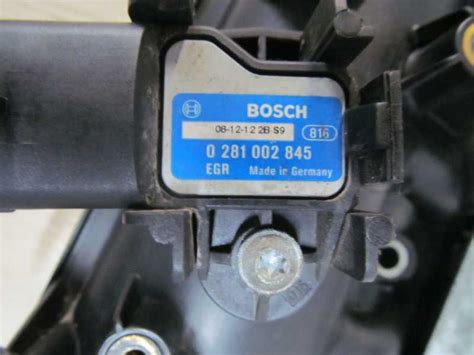 BOSCH
08-12-12 2B S9 816
0 281 002 845
EGR Made in Germany